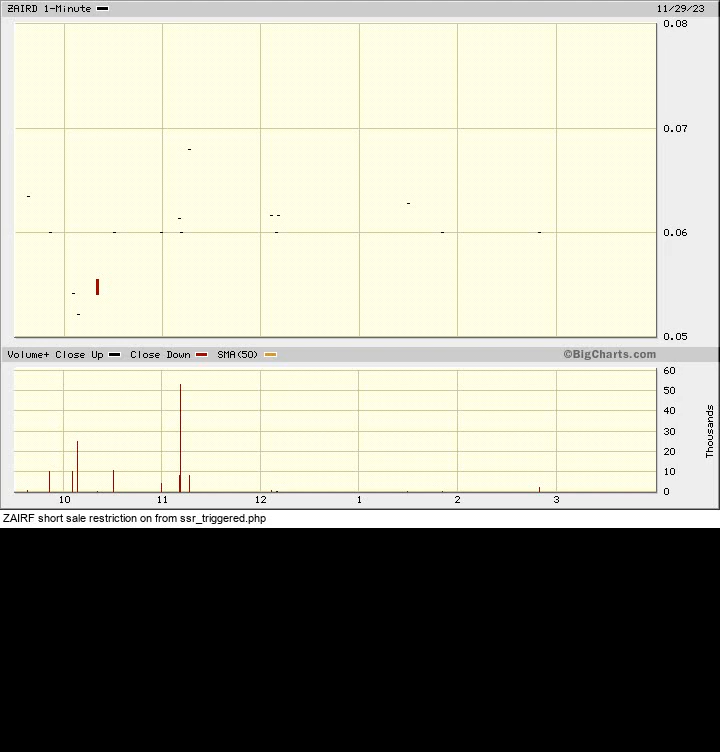 ZAIRD 1-Minute 11/29/23
0.08
0.07
0.06
0.05
Volume+ Close Up Close Down SMA(50) ©BigCharts.com
60
50
40
30
20
10
0
Thousands
10 11 12 1 2 3
ZAIRF short sale restriction on from ssr_triggered.php